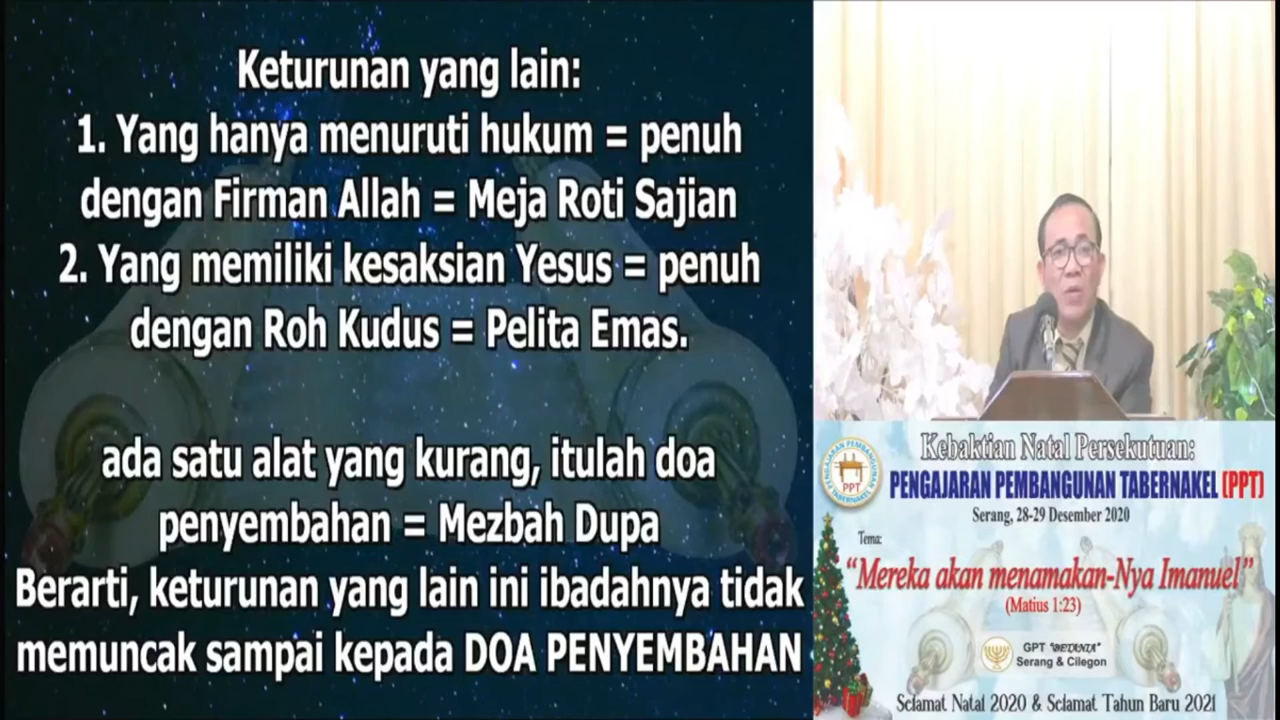 Keturunan yang lain:
1. Yang hanya menuruti hukum = penuh
dengan Firman Allah = Meja Roti Sajian
2. Yang memiliki kesaksian Yesus = penuh
dengan Roh Kudus = Pelita Emas.
ada satu alat yang kurang, itulah doa
penyembahan = Mezbah Dupa
Berarti, keturunan yang lain ini ibadahnya tidak
memuncak sampai kepada DOA PENYEMBAHAN
Kebaktian Natal Persekutuan:
PENGAJARAN PEMBANGUNAN TABERNAKEL (PPT)
Serang, 28-29 Desember 2020
PENGAJARAN PEMBANGUNAN
TABERNAKEL
PPT
Tema:
“Mereka akan menamakan-Nya Imanuel”
(Matius 1:23)
GPT "BETANIA"
Serang & Cilegon
Selamat Natal 2020 & Selamat Tahun Baru 2021